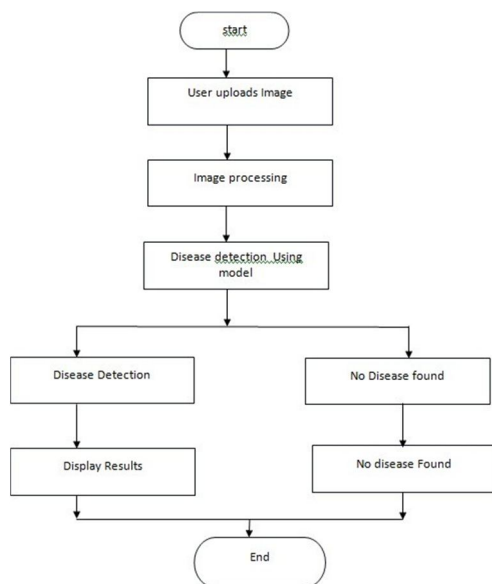 start
User uploads Image
Image processing
Disease detection Using
model
Disease Detection
No Disease found
Display Results
No disease Found
End